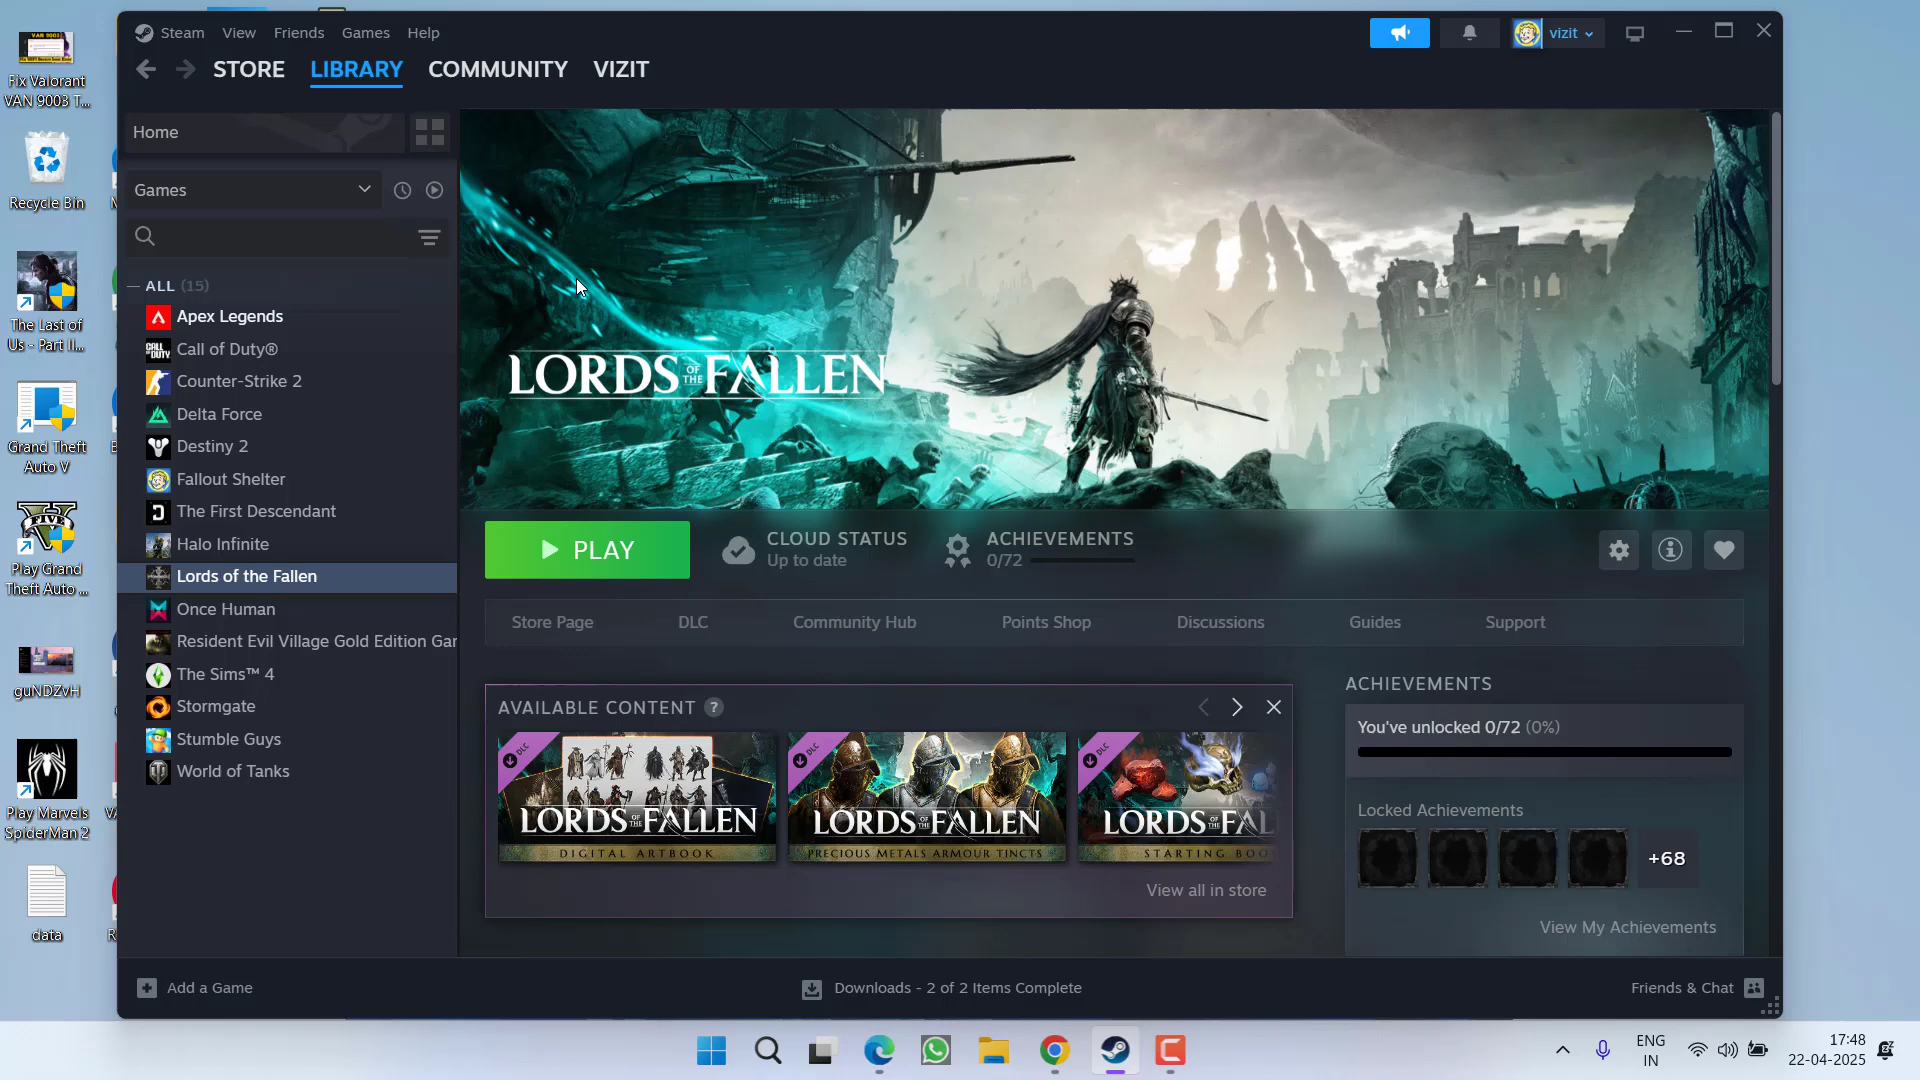 Steam View Friends Games Help
vizit
STORE LIBRARY COMMUNITY VIZIT
Home
Games
ALL (15)
Apex Legends
Call of Duty®
Counter-Strike 2
Delta Force
Destiny 2
Fallout Shelter
The First Descendant
Halo Infinite
Lords of the Fallen
Once Human
Resident Evil Village Gold Edition Gar
The Sims™ 4
Stormgate
Stumble Guys
World of Tanks
LORDS OF THE FALLEN
PLAY
CLOUD STATUS
Up to date
ACHIEVEMENTS
0/72
Store Page DLC Community Hub Points Shop Discussions Guides Support
AVAILABLE CONTENT ?
DLC
LORDS OF THE FALLEN
DIGITAL ARTBOOK
DLC
LORDS OF THE FALLEN
PRECIOUS METALS ARMOUR TINCTS
DLC
LORDS OF THE FAL
STARTING BOO
View all in store
ACHIEVEMENTS
You've unlocked 0/72 (0%)
Locked Achievements
+68
View My Achievements
Add a Game
Downloads - 2 of 2 Items Complete
Friends & Chat
Fix Valorant
VAN 9003 T...
Recycle Bin
The Last of
Us - Part II...
Grand Theft
Auto V
FIVE
Play Grand
Theft Auto ...
guNDZvH
Play Marvels
SpiderMan 2
data
ENG
IN
17:48
22-04-2025